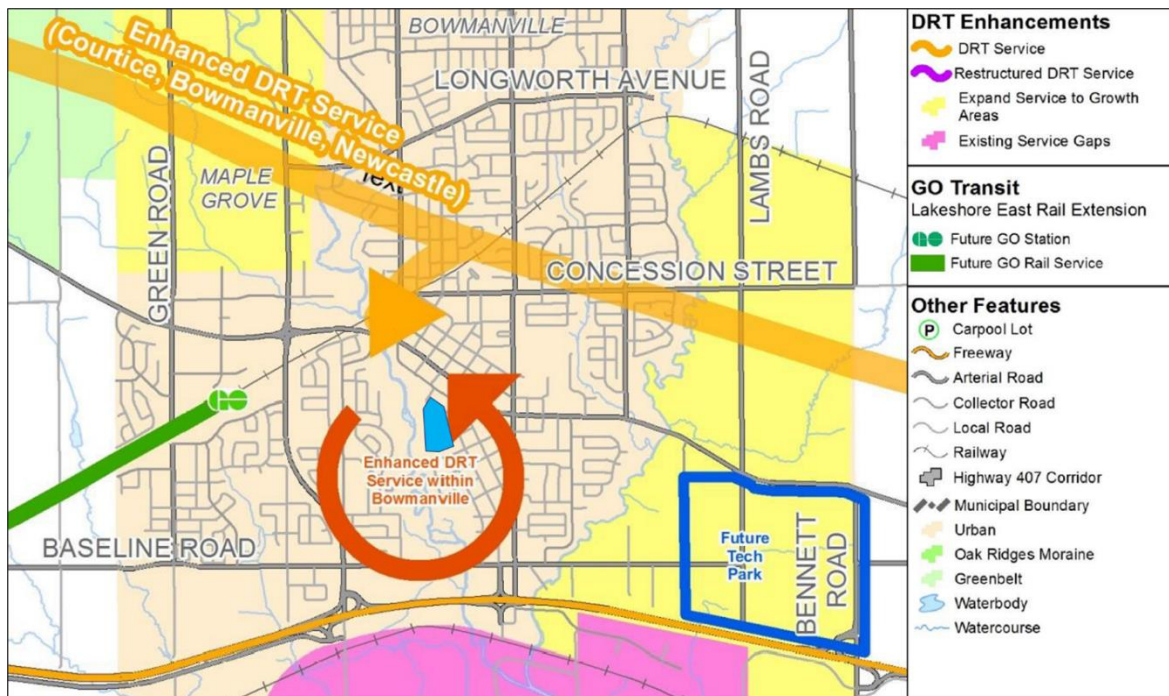 BOWMANVILLE
Enhanced DRT Service
(Courtice, Bowmanville, Newcastle)
LONGWORTH AVENUE
LAMBS ROAD
GREEN ROAD
MAPLE
GROVE
CONCESSION STREET
Enhanced DRT
Service within
Bowmanville
BASELINE ROAD
Future
Tech
Park
BENNETT
ROAD
DRT Enhancements
DRT Service
Restructured DRT Service
Expand Service to Growth
Areas
Existing Service Gaps
GO Transit
Lakeshore East Rail Extension
Future GO Station
Future GO Rail Service
Other Features
P Carpool Lot
Freeway
Arterial Road
Collector Road
Local Road
Railway
Highway 407 Corridor
Municipal Boundary
Urban
Oak Ridges Moraine
Greenbelt
Waterbody
Watercourse